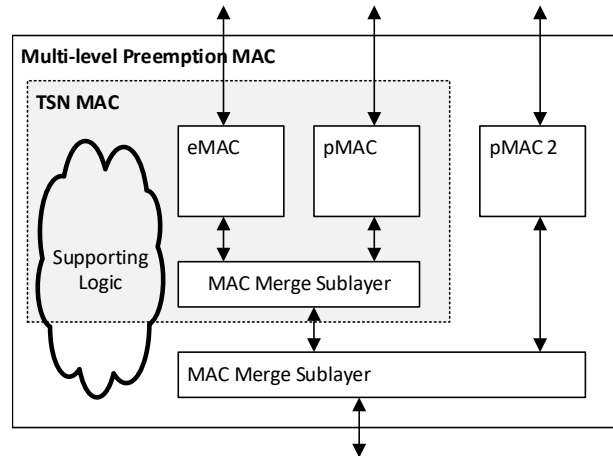 Multi-level Preemption MAC
TSN MAC
eMAC
pMAC
pMAC 2
Supporting
Logic
MAC Merge Sublayer
MAC Merge Sublayer